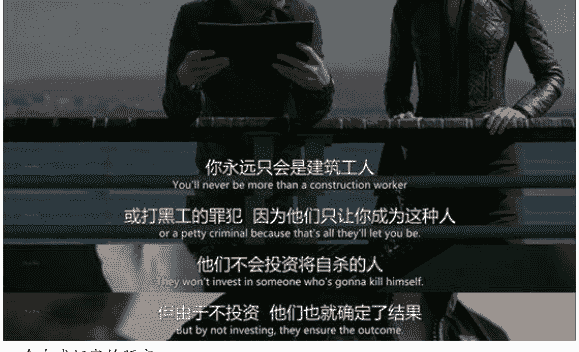 你永远只会是建筑工人
You'll never be more than a construction worker
或打黑工的罪犯 因为他们只让你成为这种人
or a petty criminal because that's all they'll let you be.
他们不会投资将自杀的人
They won't invest in someone who's gonna kill himself.
但由于不投资 他们也就确定了结果
But by not investing, they ensure the outcome